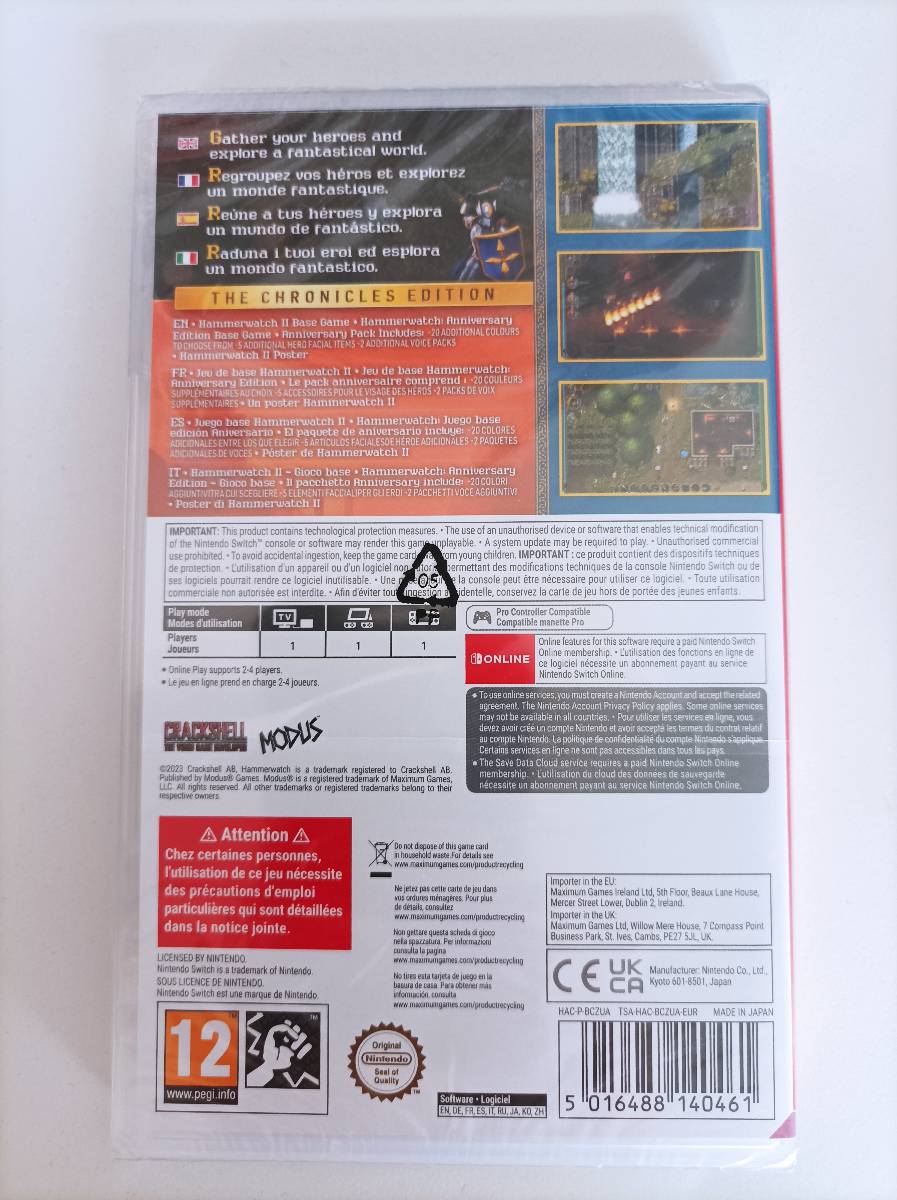 Gather your heroes and
explore a fantastical world.
Regroupez vos héros et explorez
un monde fantastique.
Reúne a tus héroes y explora
un mundo de fantástico.
Raduna i tuoi eroi ed esplora
un mondo fantastico.
THE CHRONICLES EDITION
EN • Hammerwatch II Base Game • Hammerwatch: Anniversary
Edition Base Game • Anniversary Pack Includes: -20 ADDITIONAL COLOURS
TO CHOOSE FROM -5 ADDITIONAL HERO FACIAL ITEMS -2 ADDITIONAL VOICE PACKS
• Hammerwatch II Poster
FR • Jeu de base Hammerwatch II • Jeu de base Hammerwatch:
Anniversary Edition • Le pack anniversaire comprend : -20 COULEURS
SUPPLÉMENTAIRES AU CHOIX -5 ACCESSOIRES POUR LE VISAGE DES HÉROS -2 PACKS DE VOIX
SUPPLÉMENTAIRES • Un poster Hammerwatch II
ES • Juego base Hammerwatch II • Hammerwatch: Juego base
edición Aniversario • El paquete de aniversario incluye: -20 COLORES
ADICIONALES ENTRE LOS QUE ELEGIR -5 ARTÍCULOS FACIALES DE HÉROE ADICIONALES -2 PAQUETES
ADICIONALES DE VOCES • Póster de Hammerwatch II
IT • Hammerwatch II – Gioco base • Hammerwatch: Anniversary
Edition – Gioco base • Il pacchetto Anniversary include: -20 COLORI
AGGIUNTIVI TRA CUI SCEGLIERE -5 ELEMENTI FACCIALI PER GLI EROI -2 PACCHETTI VOCE AGGIUNTIVI
• Poster di Hammerwatch II
IMPORTANT: This product contains technological protection measures. • The use of an unauthorised device or software that enables technical modification
of the Nintendo Switch™ console or software may render this game unplayable. • A system update may be required to play. • Unauthorised commercial
use prohibited. • To avoid accidental ingestion, keep the game card away from young children. IMPORTANT : ce produit contient des dispositifs techniques
de protection. • L'utilisation d'un appareil ou d'un logiciel non autorisé permettant des modifications techniques de la console Nintendo Switch ou de
ses logiciels pourrait rendre ce logiciel inutilisable. • Une de la console peut être nécessaire pour utiliser ce logiciel. • Toute utilisation
commerciale non autorisée est interdite. • Afin d'éviter tout ingestion accidentelle, conservez la carte de jeu hors de portée des jeunes enfants.
05
Play mode
Modes d'utilisation
TV
Players
Joueurs
1 1 1
Pro Controller Compatible
Compatible manette Pro
• Online Play supports 2-4 players.
• Le jeu en ligne prend en charge 2-4 joueurs.
ONLINE
Online features for this software require a paid Nintendo Switch
Online membership. • L'utilisation des fonctions en ligne de
ce logiciel nécessite un abonnement payant au service
Nintendo Switch Online.
• To use online services, you must create a Nintendo Account and accept the related
agreement. The Nintendo Account Privacy Policy applies. Some online services
may not be available in all countries. • Pour utiliser les services en ligne, vous
devez avoir créé un compte Nintendo et avoir accepté les termes du contrat relatif
au compte Nintendo. La politique de confidentialité du compte Nintendo s'applique.
Certains services en ligne ne sont pas accessibles dans tous les pays.
• The Save Data Cloud service requires a paid Nintendo Switch Online
membership. • L'utilisation du cloud des données de sauvegarde
nécessite un abonnement payant au service Nintendo Switch Online.
CRACKSHELL
MODUS
©2023 Crackshell AB, Hammerwatch is a trademark registered to Crackshell AB.
Published by Modus® Games. Modus® is a registered trademark of Maximum Games,
LLC. All rights reserved. All other trademarks or registered trademarks belong to their
respective owners.
Attention
Chez certaines personnes,
l'utilisation de ce jeu nécessite
des précautions d'emploi
particulières qui sont détaillées
dans la notice jointe.
Do not dispose of this game card
in household waste. For details see
www.maximumgames.com/productrecycling
Ne jetez pas cette carte de jeu dans
vos ordures ménagères. Pour plus
de détails, consultez
www.maximumgames.com/productrecycling
Non gettare questa scheda di gioco
nella spazzatura. Per informazioni
consulta la pagina
www.maximumgames.com/productrecycling
No tires esta tarjeta de juego en la
basura de casa. Para obtener más
información, consulta
www.maximumgames.com/productrecycling
Importer in the EU:
Maximum Games Ireland Ltd, 5th Floor, Beaux Lane House,
Mercer Street Lower, Dublin 2, Ireland.
Importer in the UK:
Maximum Games Ltd, Willow Mere House, 7 Compass Point
Business Park, St. Ives, Cambs, PE27 5JL, UK.
CE UK
CA
Manufacturer: Nintendo Co., Ltd.,
Kyoto 601-8501, Japan
LICENSED BY NINTENDO.
Nintendo Switch is a trademark of Nintendo.
SOUS LICENCE DE NINTENDO.
Nintendo Switch est une marque de Nintendo.
HAC-P-BCZUA TSA-HAC-BCZUA-EUR MADE IN JAPAN
12
www.pegi.info
Original
Nintendo
Seal of
Quality
Software • Logiciel
EN, DE, FR, ES, IT, RU, JA, KO, ZH
5 016488 140461